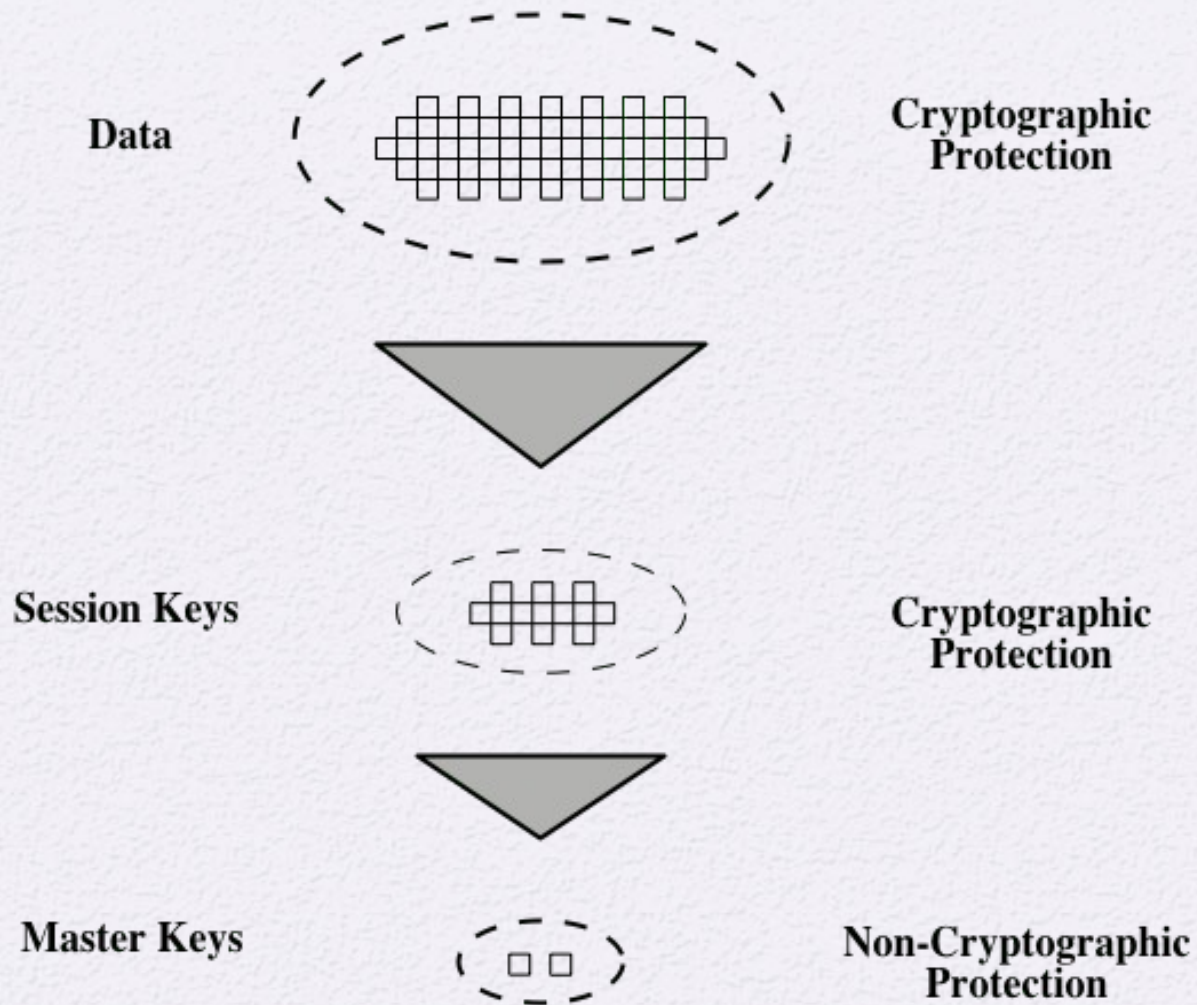 Data
Cryptographic
Protection
Session Keys
Cryptographic
Protection
Master Keys
Non-Cryptographic
Protection